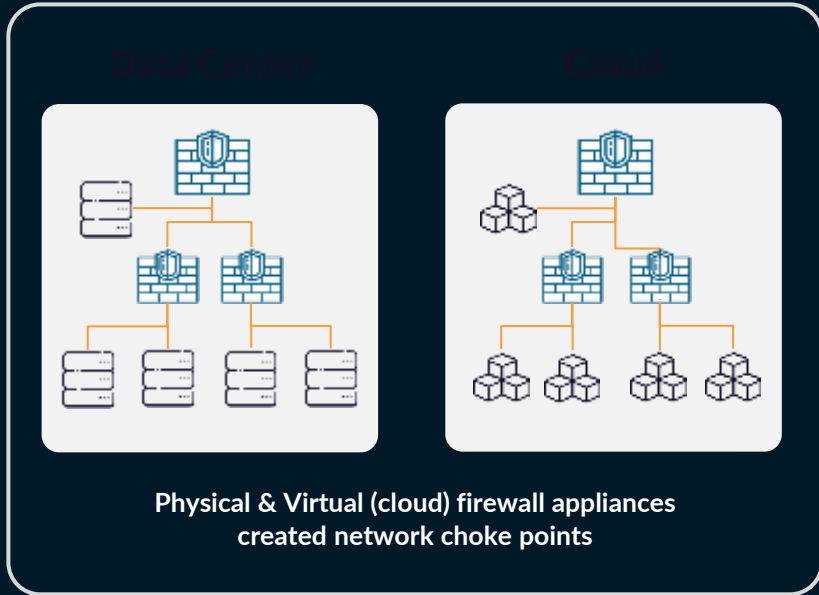 Data Center
Cloud
Physical & Virtual (cloud) firewall appliances
created network choke points